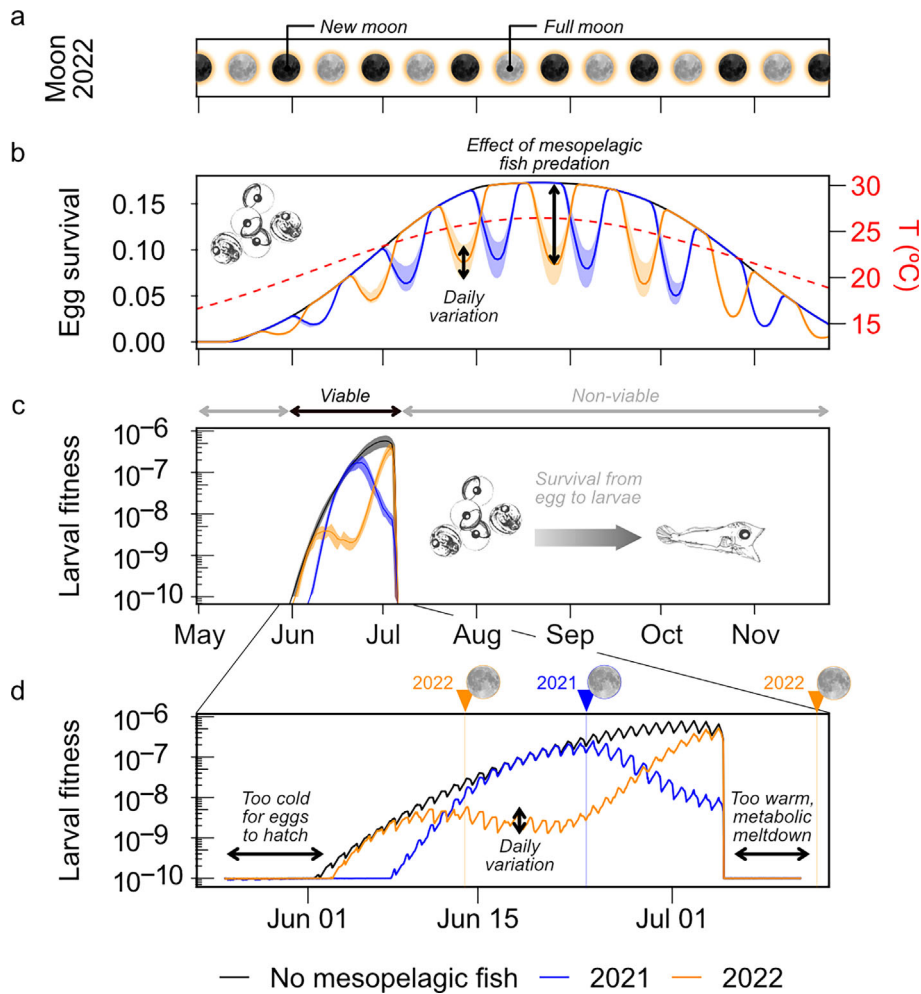 a
Moon
2022
New moon
Full moon
b
Effect of mesopelagic
fish predation
Egg survival
0.15
0.10
0.05
0.00
Daily
variation
30
25
20
15
T (ºC)
c
Viable
Non-viable
Larval fitness
10⁻⁶
10⁻⁷
10⁻⁸
10⁻⁹
10⁻¹⁰
Survival from
egg to larvae
May Jun Jul Aug Sep Oct Nov
d
2022
2021
2022
Larval fitness
10⁻⁶
10⁻⁷
10⁻⁸
10⁻⁹
10⁻¹⁰
Too cold
for eggs
to hatch
Daily
variation
Too warm,
metabolic
meltdown
Jun 01 Jun 15 Jul 01
No mesopelagic fish 2021 2022